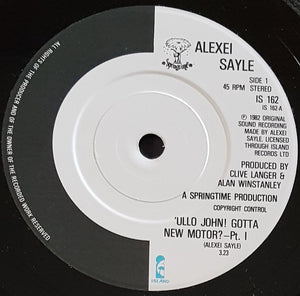 ALEXEI
SAYLE
Springtime
SIDE 1
45 RPM STEREO
IS 162
IS 162 A
℗ 1982 ORIGINAL
SOUND RECORDING
MADE BY ALEXEI
SAYLE. LICENSED
THROUGH ISLAND
RECORDS LTD
PRODUCED BY
CLIVE LANGER &
ALAN WINSTANLEY
A SPRINGTIME PRODUCTION
COPYRIGHT CONTROL
'ULLO JOHN! GOTTA
NEW MOTOR?-Pt. I
(ALEXEI SAYLE)
3.23
ISLAND
ALL RIGHTS OF THE PRODUCER AND OF THE OWNER OF THE RECORDED WORK RESERVED